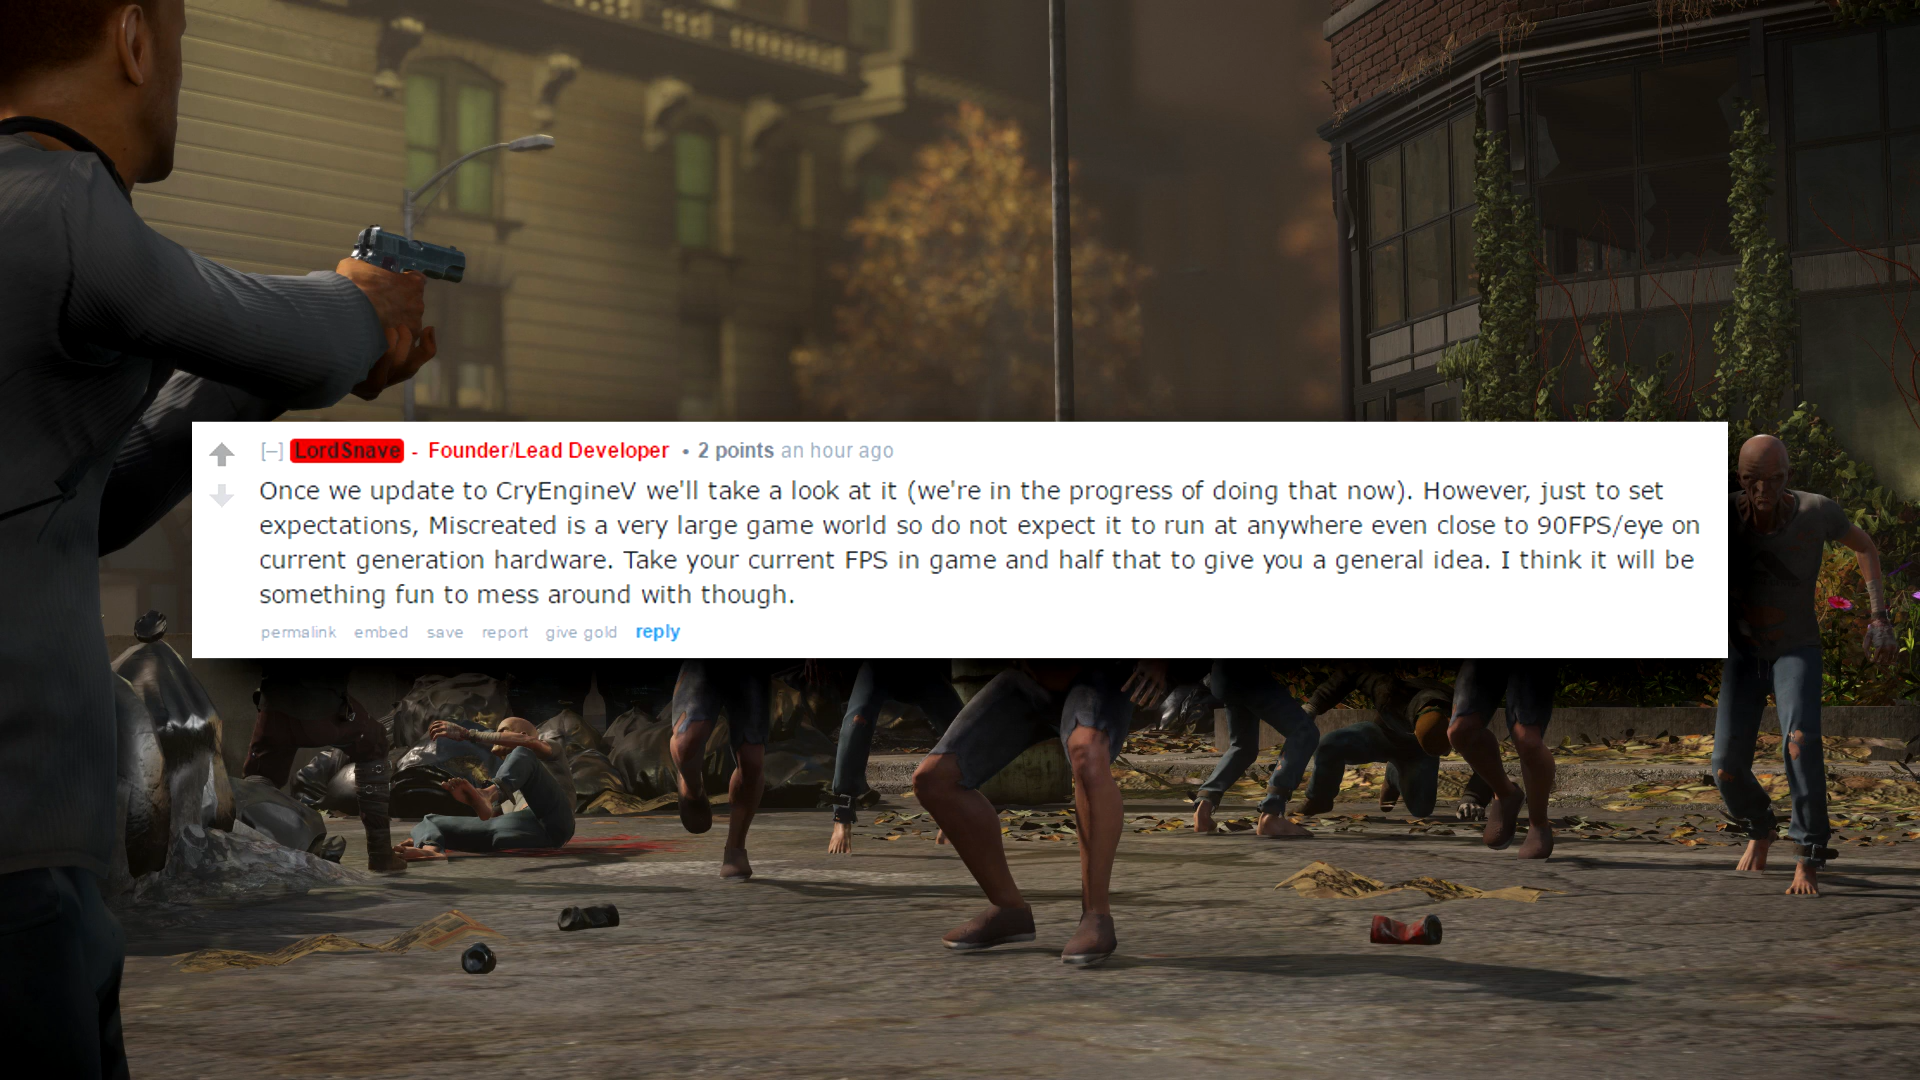 [–] LordSnave - Founder/Lead Developer • 2 points an hour ago
Once we update to CryEngineV we'll take a look at it (we're in the progress of doing that now). However, just to set
expectations, Miscreated is a very large game world so do not expect it to run at anywhere even close to 90FPS/eye on
current generation hardware. Take your current FPS in game and half that to give you a general idea. I think it will be
something fun to mess around with though.
permalink embed save report give gold reply